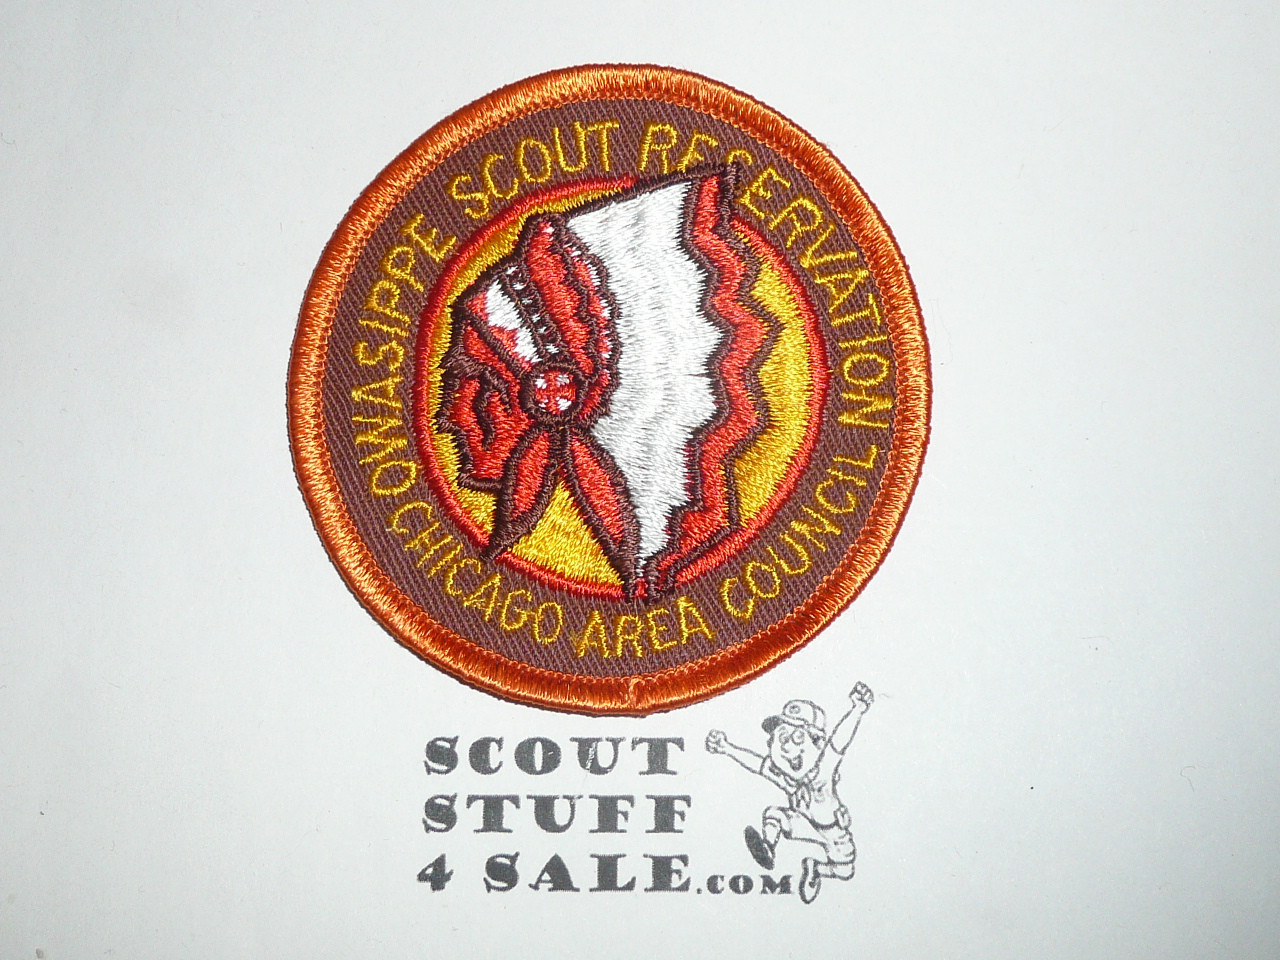 OWASIPPE SCOUT RESERVATION
CHICAGO AREA COUNCIL
SCOUT
STUFF
4 SALE.COM